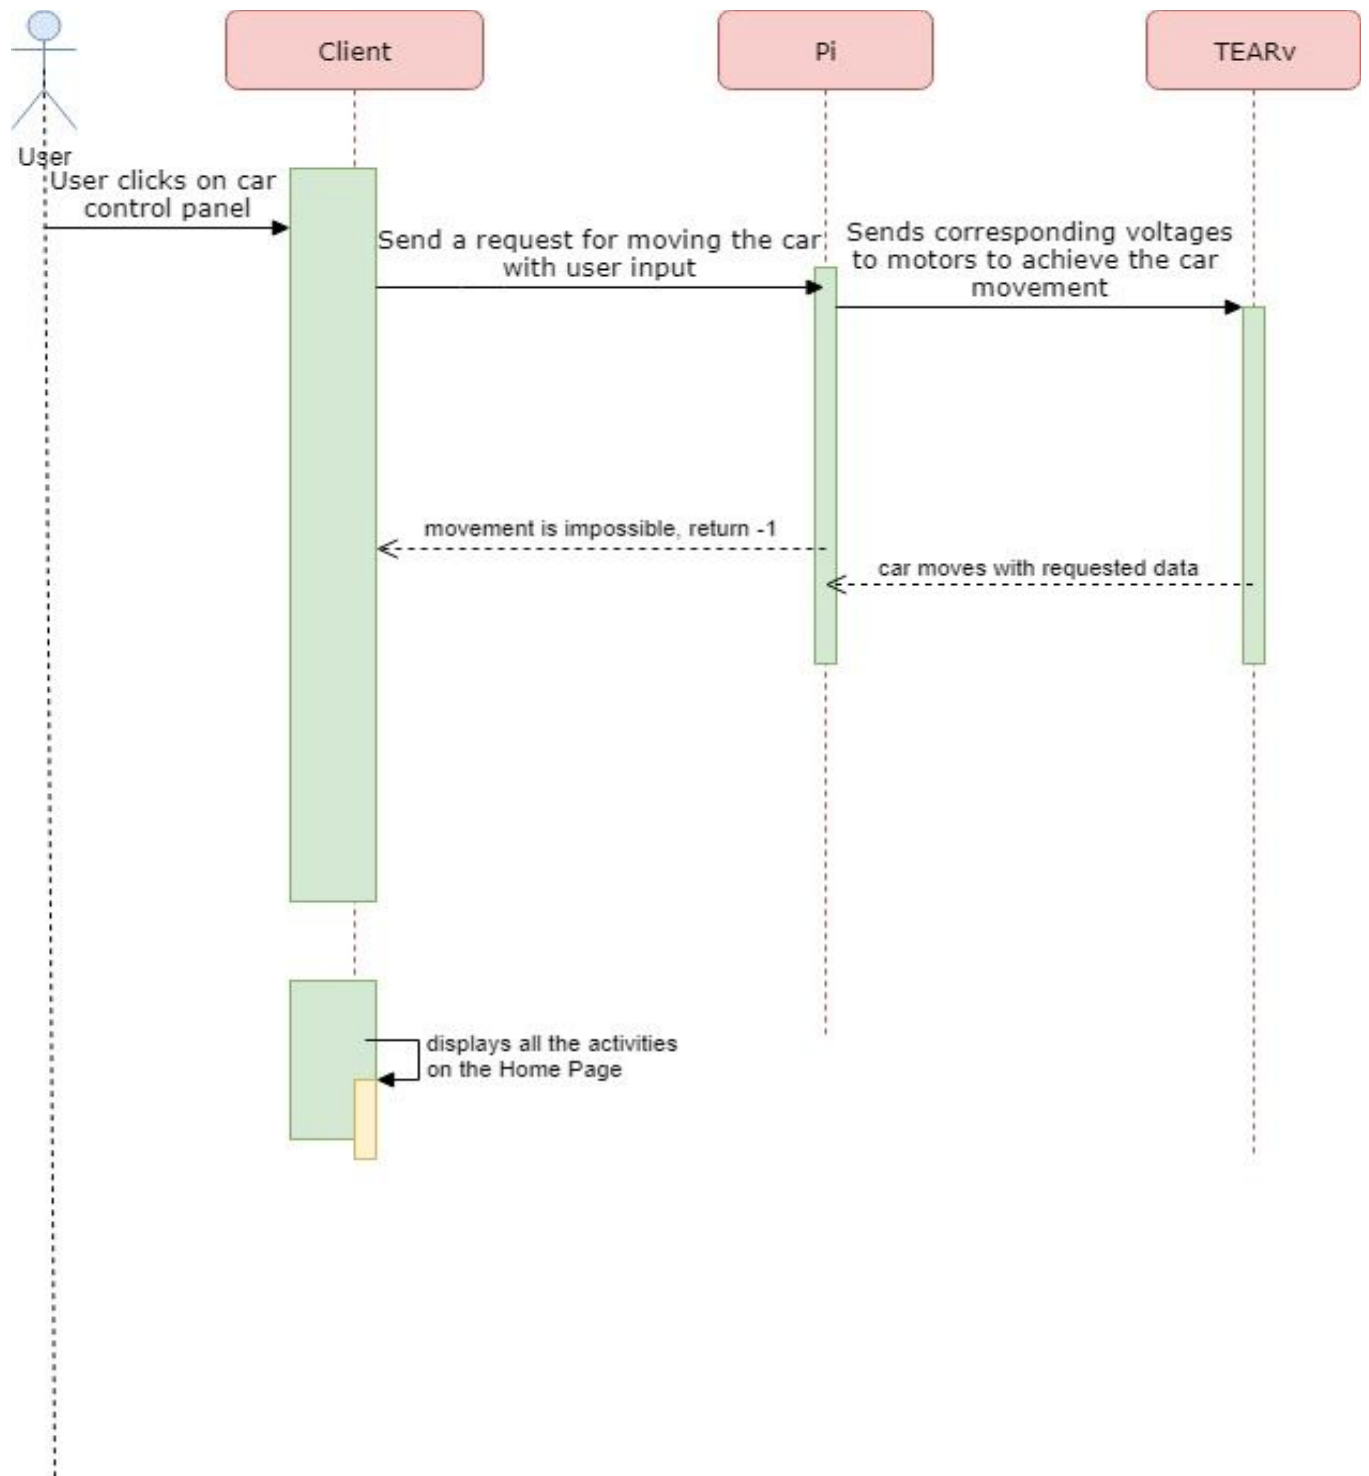 Client
Pi
TEARv
User
User clicks on car
control panel
Send a request for moving the car
with user input
Sends corresponding voltages
to motors to achieve the car
movement
movement is impossible, return -1
car moves with requested data
displays all the activities
on the Home Page